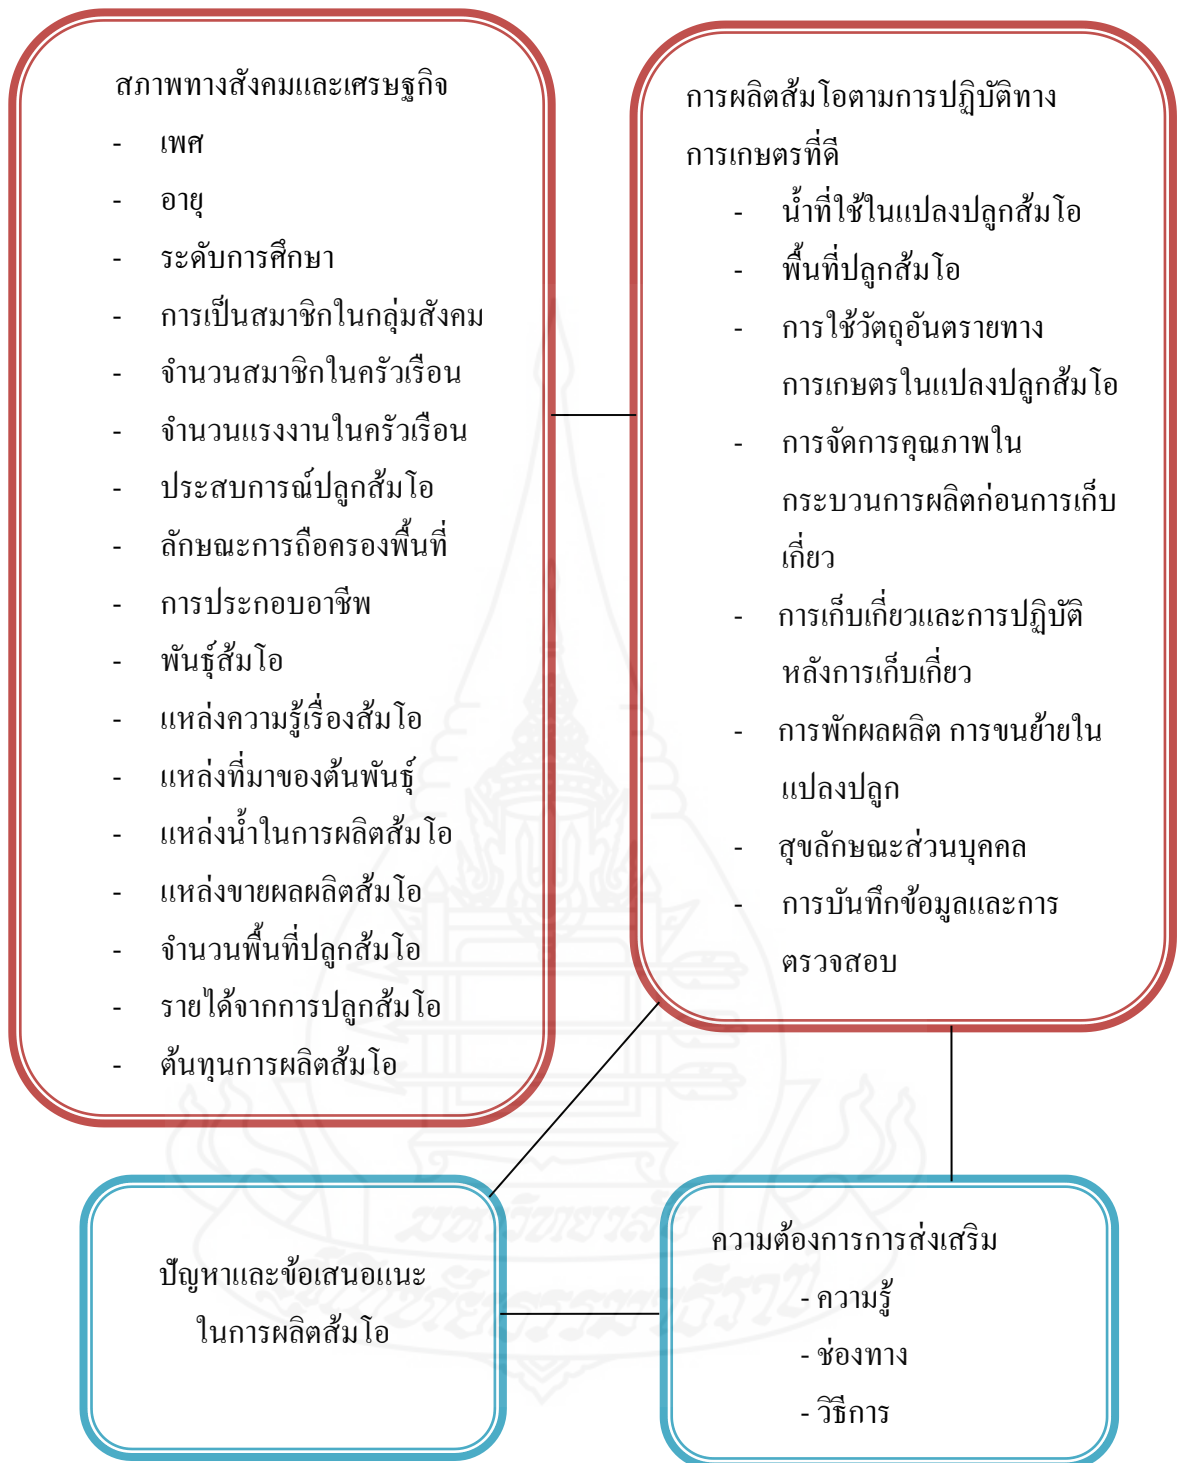 สภาพทางสังคมและเศรษฐกิจ
- เพศ
- อายุ
- ระดับการศึกษา
- การเป็นสมาชิกในกลุ่มสังคม
- จำนวนสมาชิกในครัวเรือน
- จำนวนแรงงานในครัวเรือน
- ประสบการณ์ปลูกส้มโอ
- ลักษณะการถือครองพื้นที่
- การประกอบอาชีพ
- พันธุ์ส้มโอ
- แหล่งความรู้เรื่องส้มโอ
- แหล่งที่มาของต้นพันธุ์
- แหล่งน้ำในการผลิตส้มโอ
- แหล่งขายผลผลิตส้มโอ
- จำนวนพื้นที่ปลูกส้มโอ
- รายได้จากการปลูกส้มโอ
- ต้นทุนการผลิตส้มโอ
การผลิตส้มโอตามการปฏิบัติทาง
การเกษตรที่ดี
- น้ำที่ใช้ในแปลงปลูกส้มโอ
- พื้นที่ปลูกส้มโอ
- การใช้วัตถุอันตรายทาง
การเกษตรในแปลงปลูกส้มโอ
- การจัดการคุณภาพใน
กระบวนการผลิตก่อนการเก็บ
เกี่ยว
- การเก็บเกี่ยวและการปฏิบัติ
หลังการเก็บเกี่ยว
- การพักผลผลิต การขนย้ายใน
แปลงปลูก
- สุขลักษณะส่วนบุคคล
- การบันทึกข้อมูลและการ
ตรวจสอบ
ปัญหาและข้อเสนอแนะ
ในการผลิตส้มโอ
ความต้องการการส่งเสริม
- ความรู้
- ช่องทาง
- วิธีการ
มหาวิทยาลัย
สุโขทัยธรรมาธิราช